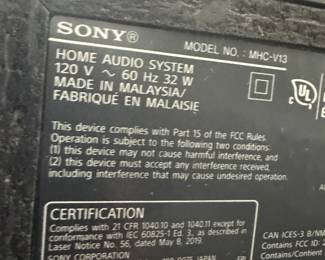 SONY®
MODEL NO. : MHC-V13
HOME AUDIO SYSTEM
120 V ~ 60 Hz 32 W
MADE IN MALAYSIA/
FABRIQUÉ EN MALAISIE
UL
This device complies with Part 15 of the FCC Rules.
Operation is subject to the following two conditions:
(1) this device may not cause harmful interference, and
(2) this device must accept any interference received,
including interference that may cause undesired operation.
CERTIFICATION
Complies with 21 CFR 1040.10 and 1040.11 except for
conformance with IEC 60825-1 Ed. 3., as described in
Laser Notice No. 56, dated May 8, 2019.
SONY CORPORATION
CAN ICES-3 B/NM
Contains FCC ID: 
Contains/Contient